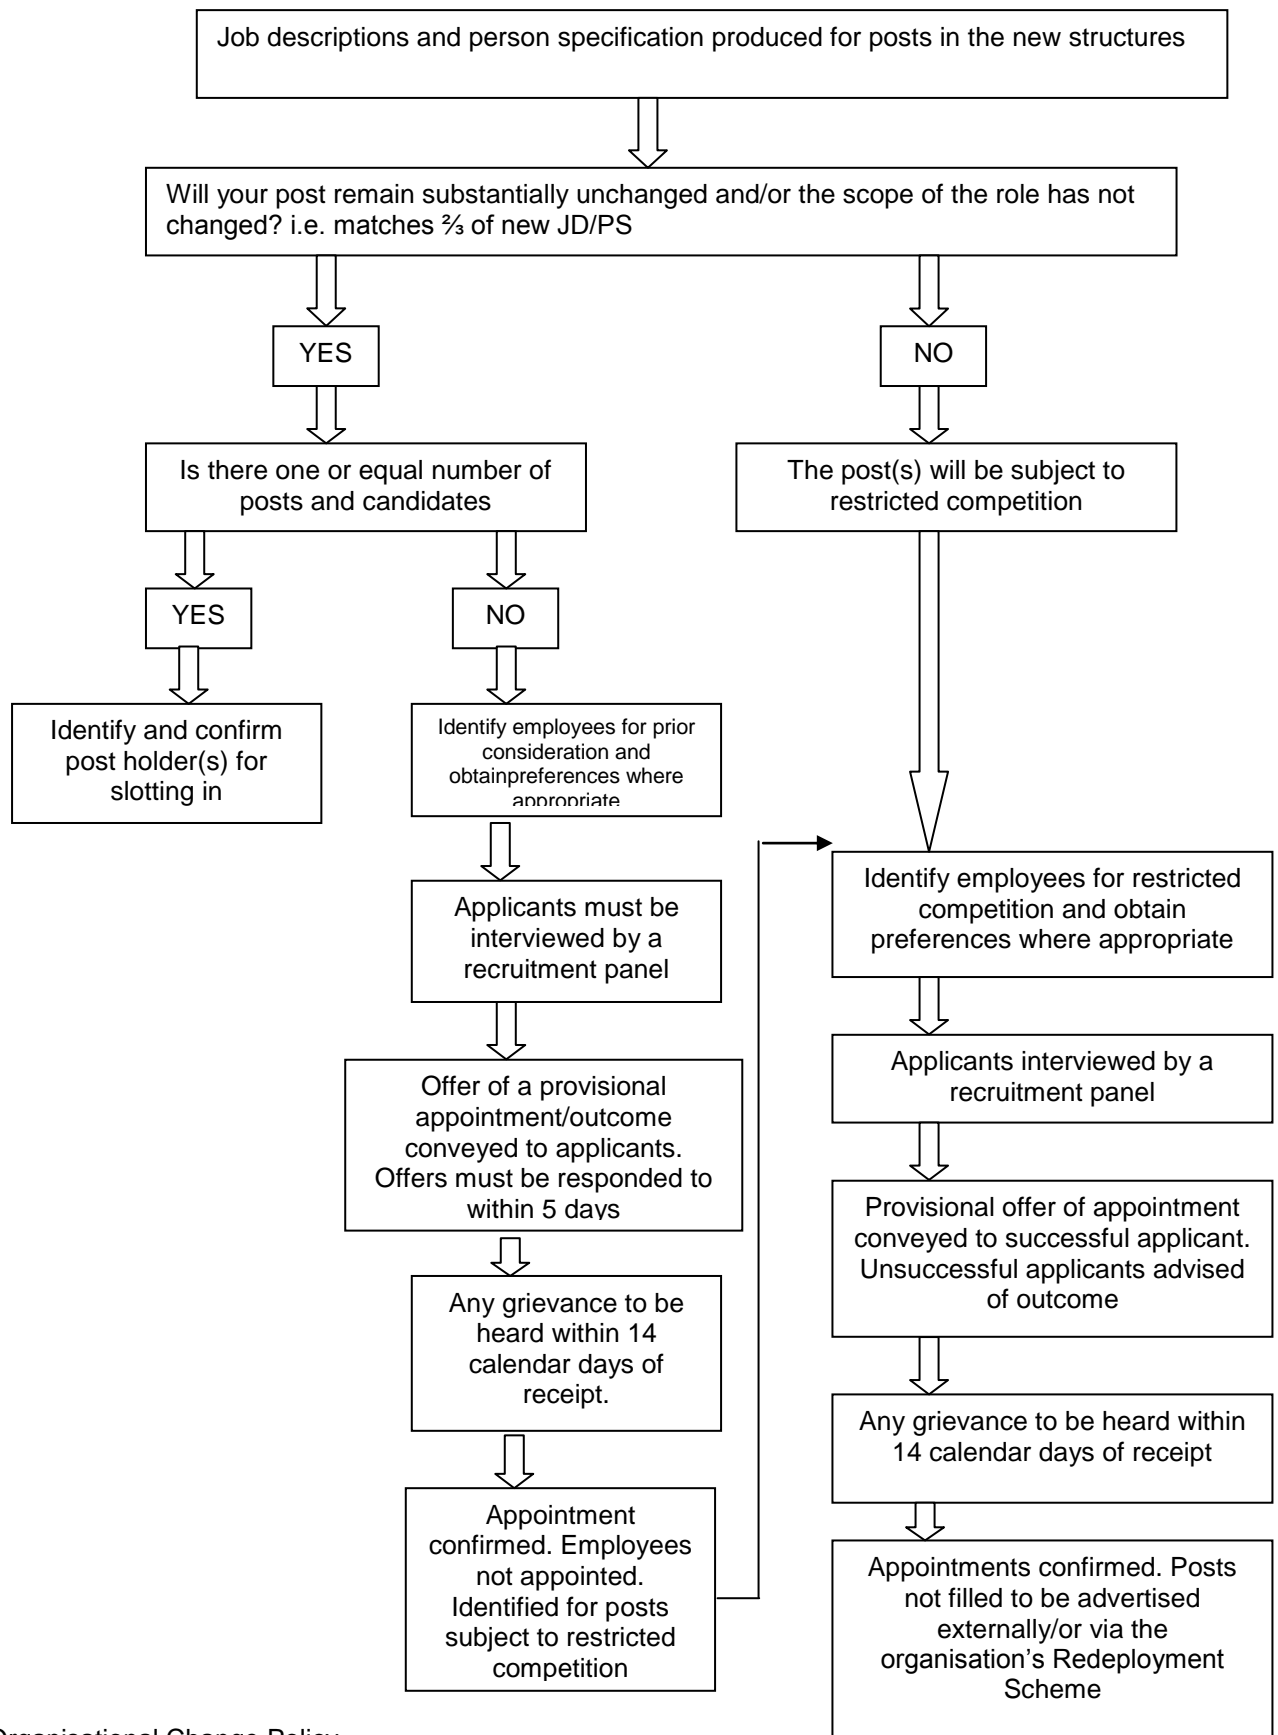 Job descriptions and person specification produced for posts in the new structures
Will your post remain substantially unchanged and/or the scope of the role has not
changed? i.e. matches ⅔ of new JD/PS
YES
NO
Is there one or equal number of
posts and candidates
The post(s) will be subject to
restricted competition
YES
NO
Identify and confirm
post holder(s) for
slotting in
Identify employees for prior
consideration and
obtainpreferences where
appropriate
Applicants must be
interviewed by a
recruitment panel
Offer of a provisional
appointment/outcome
conveyed to applicants.
Offers must be responded to
within 5 days
Any grievance to be
heard within 14
calendar days of
receipt.
Appointment
confirmed. Employees
not appointed.
Identified for posts
subject to restricted
competition
Identify employees for restricted
competition and obtain
preferences where appropriate
Applicants interviewed by a
recruitment panel
Provisional offer of appointment
conveyed to successful applicant.
Unsuccessful applicants advised
of outcome
Any grievance to be heard within
14 calendar days of receipt
Appointments confirmed. Posts
not filled to be advertised
externally/or via the
organisation's Redeployment
Scheme
Organisational Change Policy